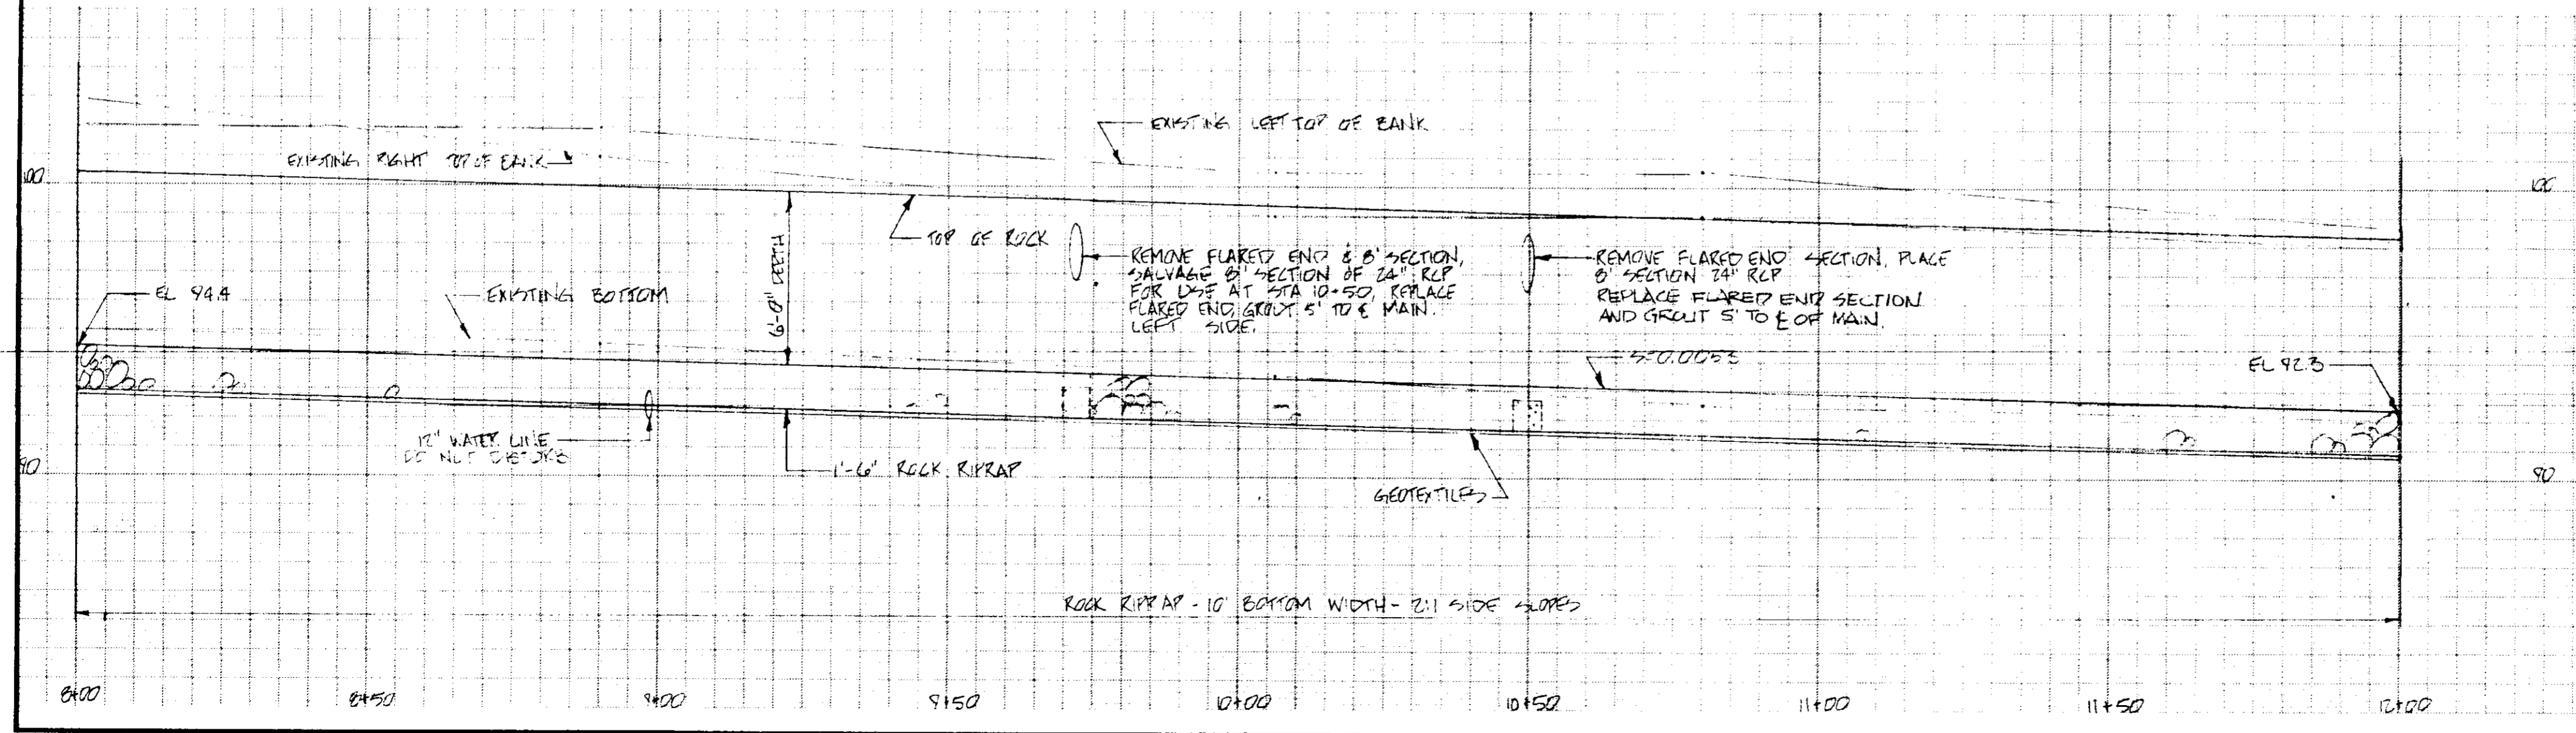 EXISTING LEFT TOP OF BANK
EXISTING RIGHT TOP OF BANK
100
100
TOP OF ROCK
6'-0" DEPTH
REMOVE FLARED END & 8' SECTION,
SALVAGE 8' SECTION OF 24" RCP
FOR USE AT STA 10+50, REPLACE
FLARED END, GROUT 5' TO ℄ MAIN.
LEFT SIDE.
REMOVE FLARED END SECTION, PLACE
8' SECTION 24" RCP
REPLACE FLARED END SECTION
AND GROUT 5' TO ℄ OF MAIN.
EL 94.4
EXISTING BOTTOM
S=0.0053
EL 92.3
12" WATER LINE
DO NOT DISTURB
90
1'-6" ROCK RIPRAP
GEOTEXTILES
90
ROCK RIPRAP - 10' BOTTOM WIDTH - 2:1 SIDE SLOPES
8+00 8+50 9+00 9+50 10+00 10+50 11+00 11+50 12+00